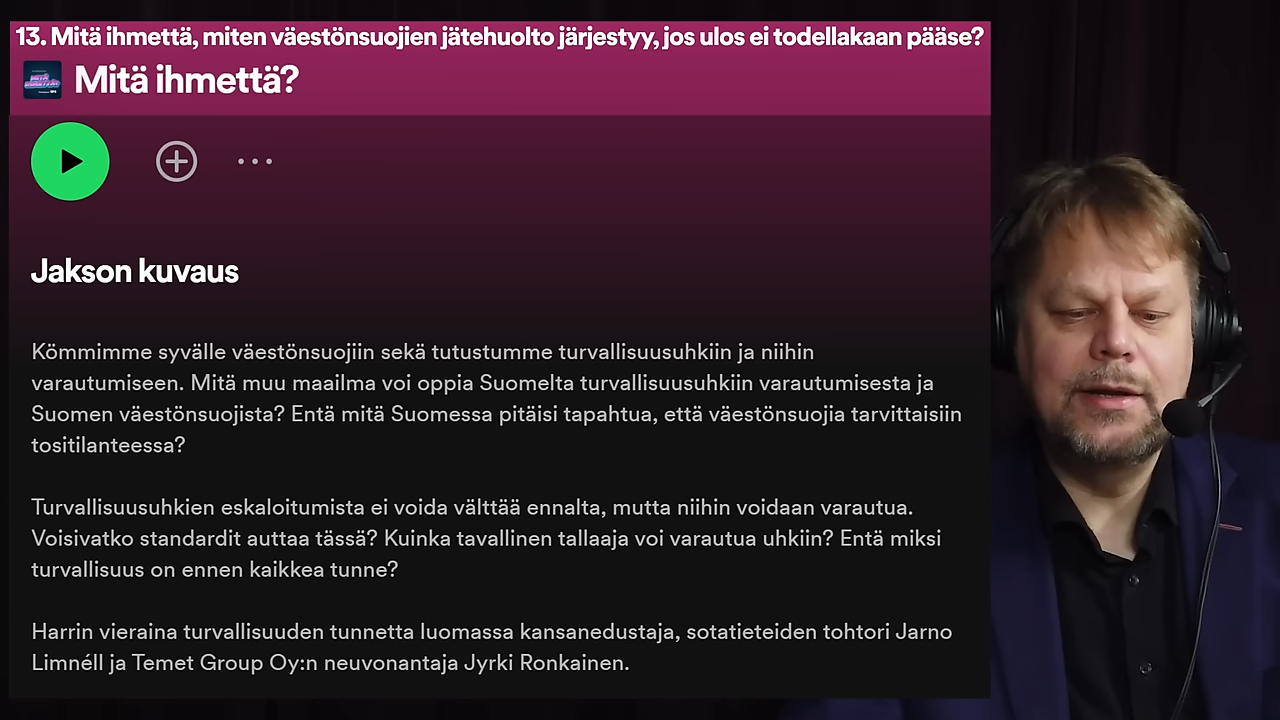 13. Mitä ihmettä, miten väestönsuojien jätehuolto järjestyy, jos ulos ei todellakaan pääse?
Mitä ihmettä?
Jakson kuvaus
Kömmimme syvälle väestönsuojiin sekä tutustumme turvallisuusuhkiin ja niihin
varautumiseen. Mitä muu maailma voi oppia Suomelta turvallisuusuhkiin varautumisesta ja
Suomen väestönsuojista? Entä mitä Suomessa pitäisi tapahtua, että väestönsuojia tarvittaisiin
tositilanteessa?
Turvallisuusuhkien eskaloitumista ei voida välttää ennalta, mutta niihin voidaan varautua.
Voisivatko standardit auttaa tässä? Kuinka tavallinen tallaaja voi varautua uhkiin? Entä miksi
turvallisuus on ennen kaikkea tunne?
Harrin vieraina turvallisuuden tunnetta luomassa kansanedustaja, sotatieteiden tohtori Jarno
Limnéll ja Temet Group Oy:n neuvonantaja Jyrki Ronkainen.